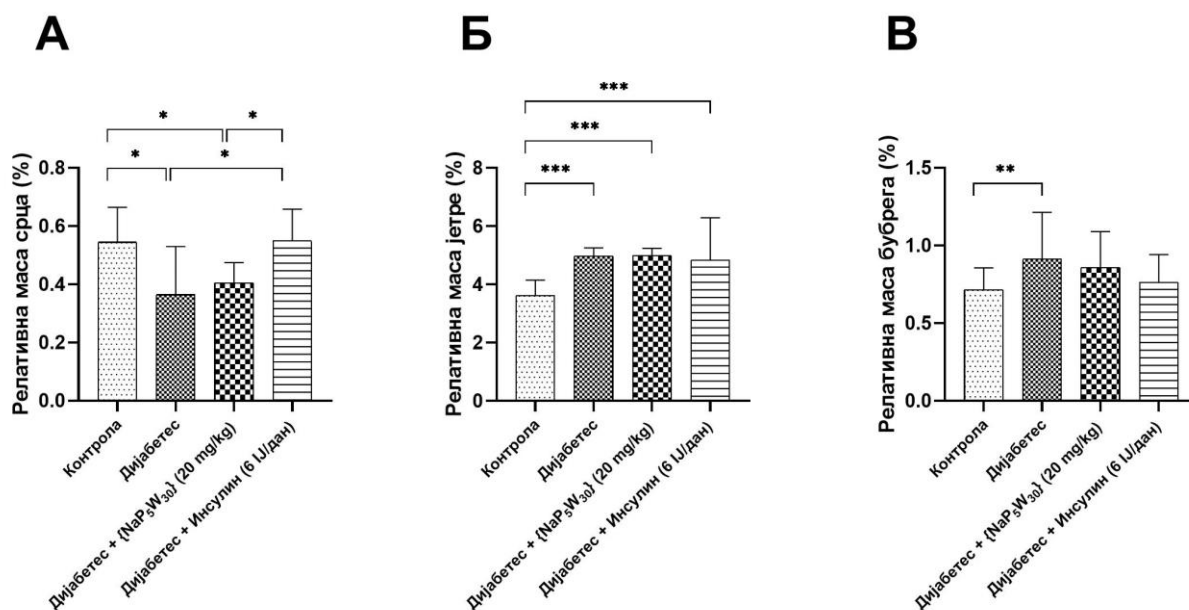 А
Релативна маса срца (%)
0.8
0.6
0.4
0.2
0.0
*
*
*
*
Контрола
Дијабетес
Дијабетес + {NaP₅W₃₀} (20 mg/kg)
Дијабетес + Инсулин (6 IJ/дан)
Б
Релативна маса јетре (%)
8
6
4
2
0
***
***
***
Контрола
Дијабетес
Дијабетес + {NaP₅W₃₀} (20 mg/kg)
Дијабетес + Инсулин (6 IJ/дан)
В
Релативна маса бубрега (%)
1.5
1.0
0.5
0.0
**
Контрола
Дијабетес
Дијабетес + {NaP₅W₃₀} (20 mg/kg)
Дијабетес + Инсулин (6 IJ/дан)